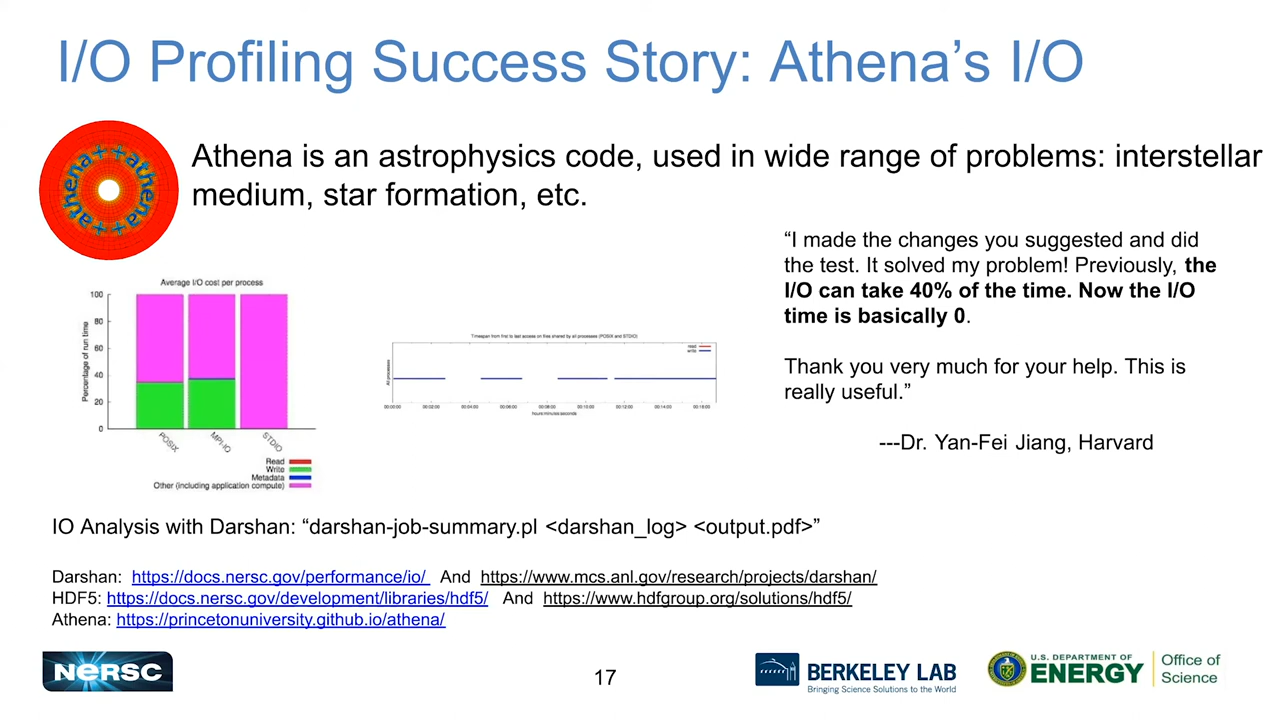 I/O Profiling Success Story: Athena’s I/O
athena++athena++
Athena is an astrophysics code, used in wide range of problems: interstellar
medium, star formation, etc.
“I made the changes you suggested and did
the test. It solved my problem! Previously, the
I/O can take 40% of the time. Now the I/O
time is basically 0.
Thank you very much for your help. This is
really useful.”
---Dr. Yan-Fei Jiang, Harvard
Average I/O cost per process
Percentage of run time
100
80
60
40
20
0
POSIX
MPI-IO
STDIO
Read
Write
Metadata
Other (including application compute)
Timespan from first to last access on files shared by all processes (POSIX and STDIO)
read
write
All processes
00:00:00 00:02:00 00:04:00 00:06:00 00:08:00 00:10:00 00:12:00 00:14:00 00:16:00
hours:minutes:seconds
IO Analysis with Darshan: “darshan-job-summary.pl <darshan_log> <output.pdf>”
Darshan: https://docs.nersc.gov/performance/io/ And https://www.mcs.anl.gov/research/projects/darshan/
HDF5: https://docs.nersc.gov/development/libraries/hdf5/ And https://www.hdfgroup.org/solutions/hdf5/
Athena: https://princetonuniversity.github.io/athena/
NERSC
17
BERKELEY LAB
Bringing Science Solutions to the World
U.S. DEPARTMENT OF
ENERGY
Office of
Science